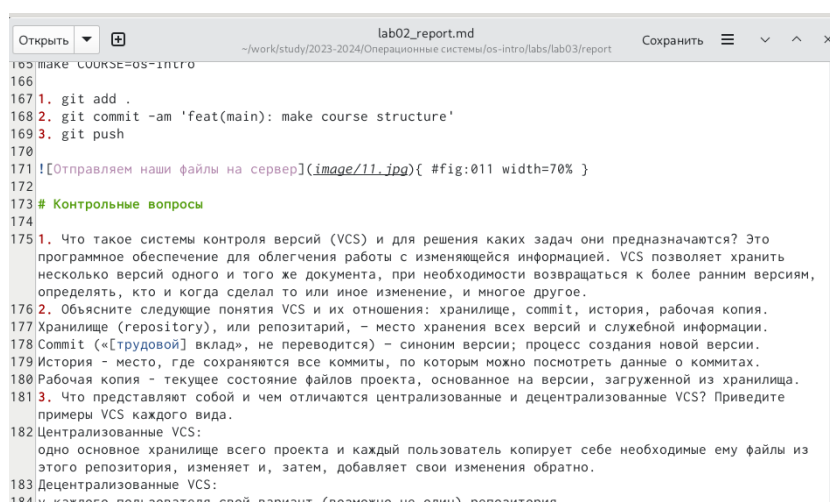 Открыть
lab02_report.md
~/work/study/2023-2024/Операционные системы/os-intro/labs/lab03/report
Сохранить
165 make COURSE=os-intro
166
167 1. git add .
168 2. git commit -am 'feat(main): make course structure'
169 3. git push
170
171 ![Отправляем наши файлы на сервер](image/11.jpg){ #fig:011 width=70% }
172
173 # Контрольные вопросы
174
175 1. Что такое системы контроля версий (VCS) и для решения каких задач они предназначаются? Это
программное обеспечение для облегчения работы с изменяющейся информацией. VCS позволяет хранить
несколько версий одного и того же документа, при необходимости возвращаться к более ранним версиям,
определять, кто и когда сделал то или иное изменение, и многое другое.
176 2. Объясните следующие понятия VCS и их отношения: хранилище, commit, история, рабочая копия.
177 Хранилище (repository), или репозитарий, – место хранения всех версий и служебной информации.
178 Commit («[трудовой] вклад», не переводится) – синоним версии; процесс создания новой версии.
179 История - место, где сохраняются все коммиты, по которым можно посмотреть данные о коммитах.
180 Рабочая копия - текущее состояние файлов проекта, основанное на версии, загруженной из хранилища.
181 3. Что представляют собой и чем отличаются централизованные и децентрализованные VCS? Приведите
примеры VCS каждого вида.
182 Централизованные VCS:
одно основное хранилище всего проекта и каждый пользователь копирует себе необходимые ему файлы из
этого репозитория, изменяет и, затем, добавляет свои изменения обратно.
183 Децентрализованные VCS:
184 у каждого пользователя свой вариант (возможно не один) репозитория